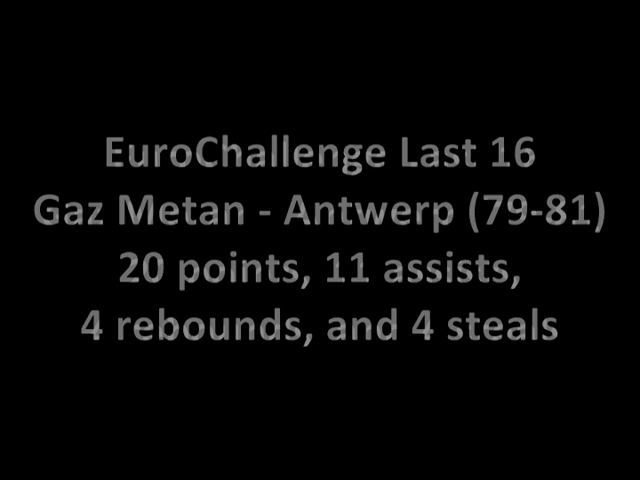 EuroChallenge Last 16
Gaz Metan - Antwerp (79-81)
20 points, 11 assists,
4 rebounds, and 4 steals